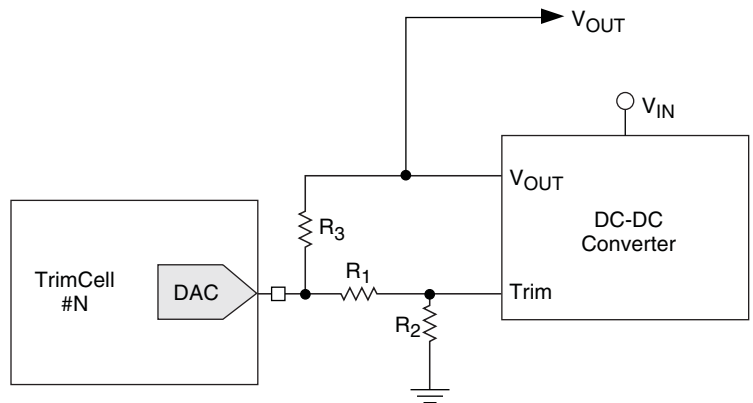 VOUT
VIN
VOUT
DC-DC
Converter
R3
TrimCell
#N
DAC
R1
Trim
R2